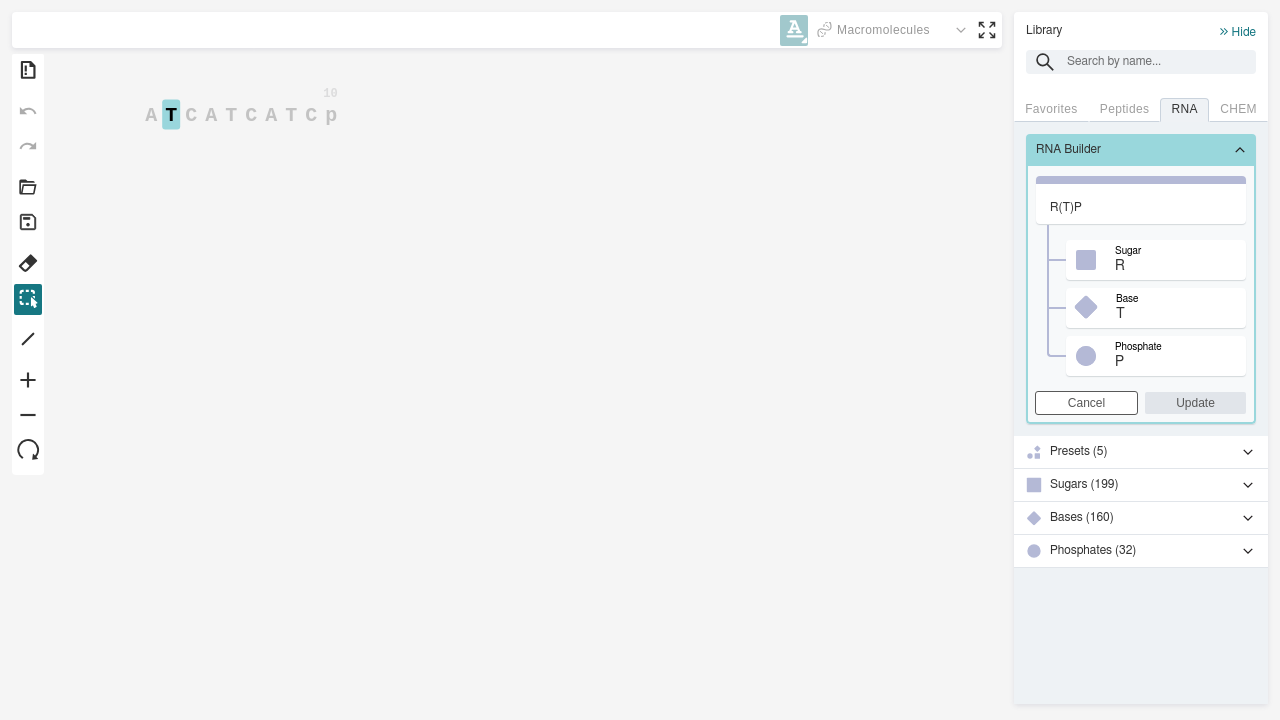 A
Macromolecules
10
ATCATCATCp
Library
Hide
Search by name...
Favorites
Peptides
RNA
CHEM
RNA Builder
R(T)P
Sugar
R
Base
T
Phosphate
P
Cancel
Update
Presets (5)
Sugars (199)
Bases (160)
Phosphates (32)